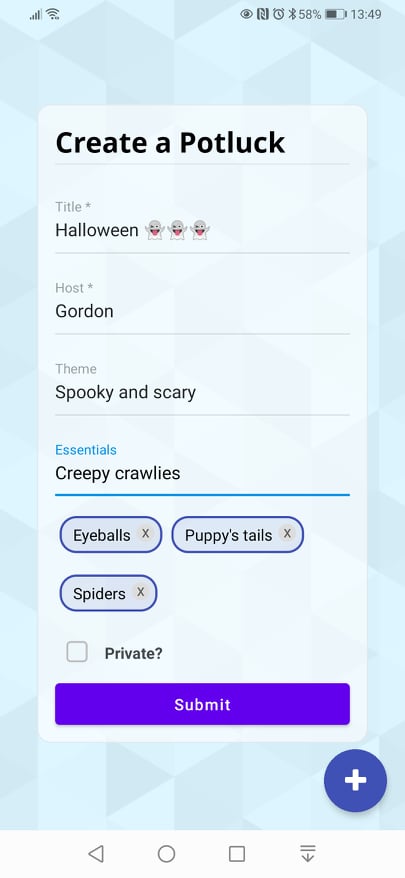 58% 13:49
Create a Potluck
Title *
Halloween 👻👻👻
Host *
Gordon
Theme
Spooky and scary
Essentials
Creepy crawlies
Eyeballs X Puppy's tails X
Spiders X
Private?
Submit